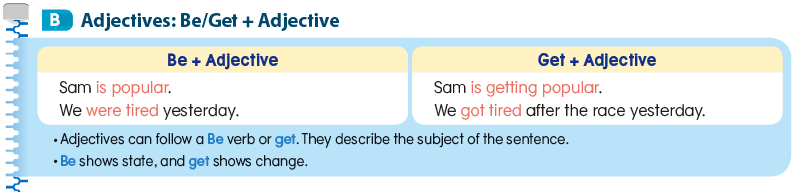 B Adjectives: Be/Get + Adjective
Be + Adjective
Sam is popular.
We were tired yesterday.
Get + Adjective
Sam is getting popular.
We got tired after the race yesterday.
• Adjectives can follow a Be verb or get. They describe the subject of the sentence.
• Be shows state, and get shows change.